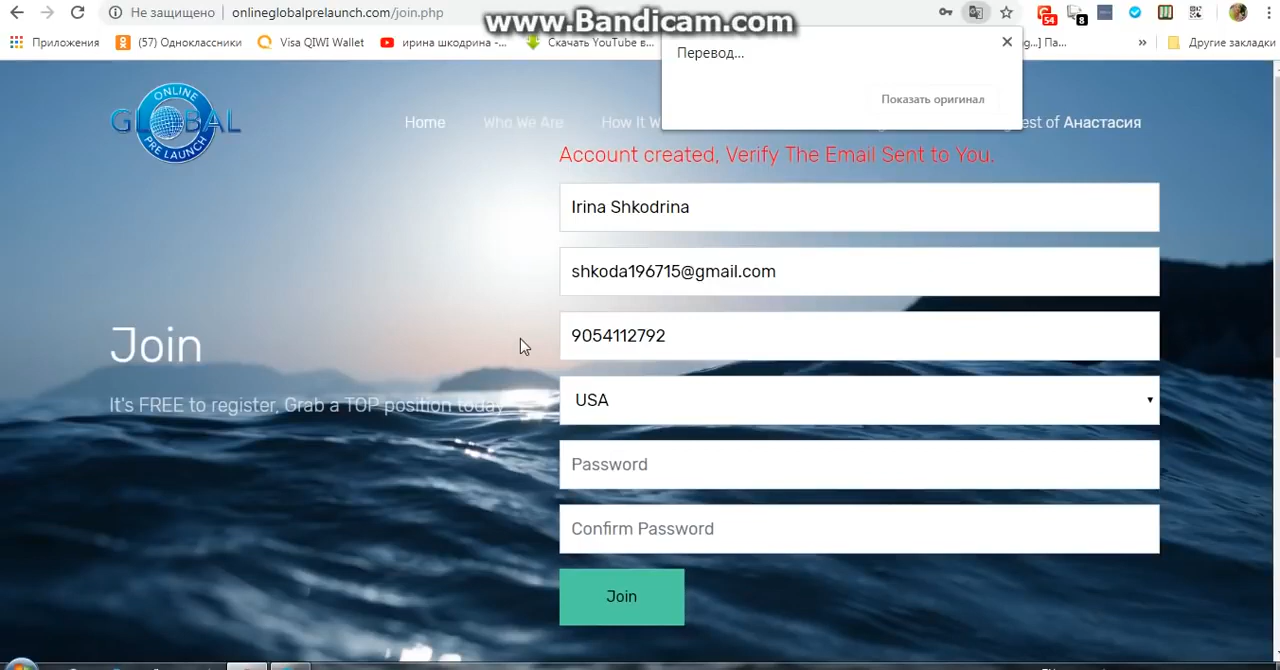 Не защищено
onlineglobalprelaunch.com/join.php
www.Bandicam.com
54
8
Приложения
(57) Одноклассники
Visa QIWI Wallet
ирина шкодрина -...
Скачать YouTube в...
g...] Па...
»
Другие закладки
Перевод...
Показать оригинал
ONLINE
GLOBAL
PRE LAUNCH
Home
Who We Are
How It W
est of Анастасия
Account created, Verify The Email Sent to You.
Irina Shkodrina
shkoda196715@gmail.com
9054112792
Join
It's FREE to register, Grab a TOP position today
USA
Password
Confirm Password
Join